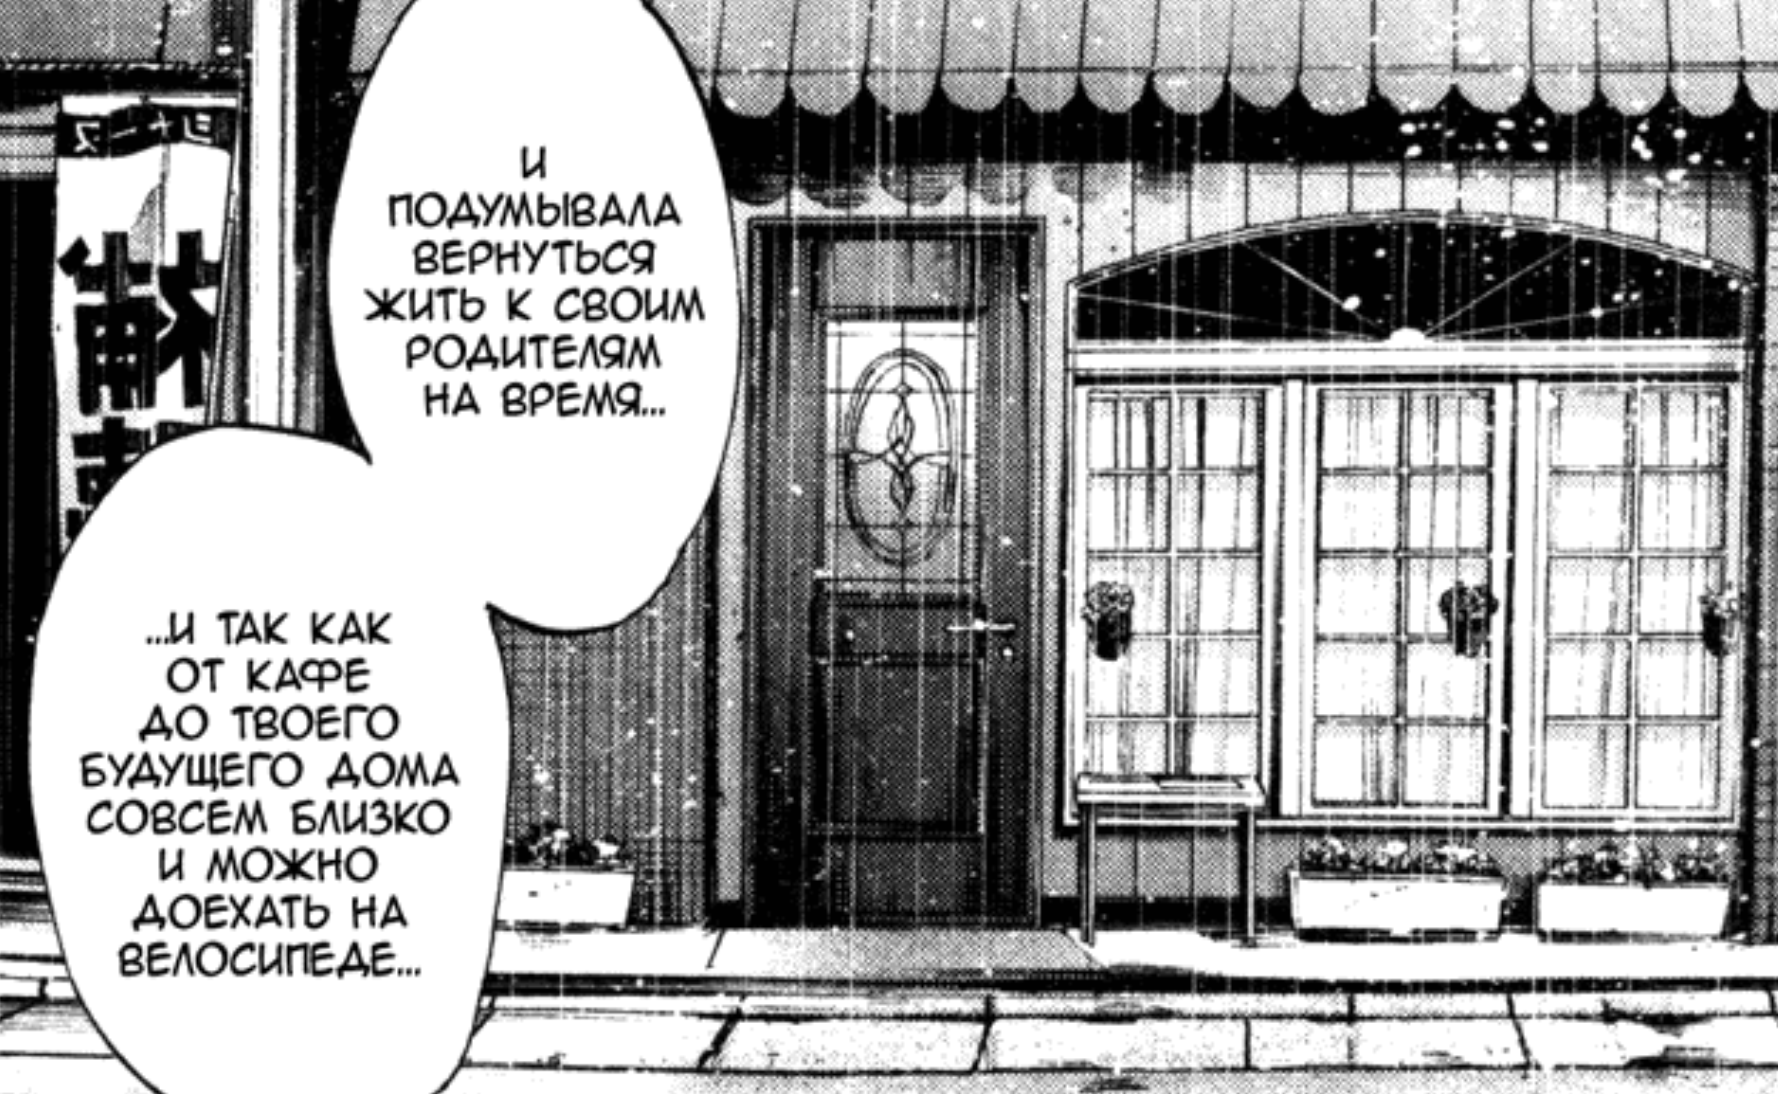 И
ПОДУМЫВАЛА
ВЕРНУТЬСЯ
ЖИТЬ К СВОИМ
РОДИТЕЛЯМ
НА ВРЕМЯ...
...И ТАК КАК
ОТ КАФЕ
ДО ТВОЕГО
БУДУЩЕГО ДОМА
СОВСЕМ БЛИЗКО
И МОЖНО
ДОЕХАТЬ НА
ВЕЛОСИПЕДЕ...